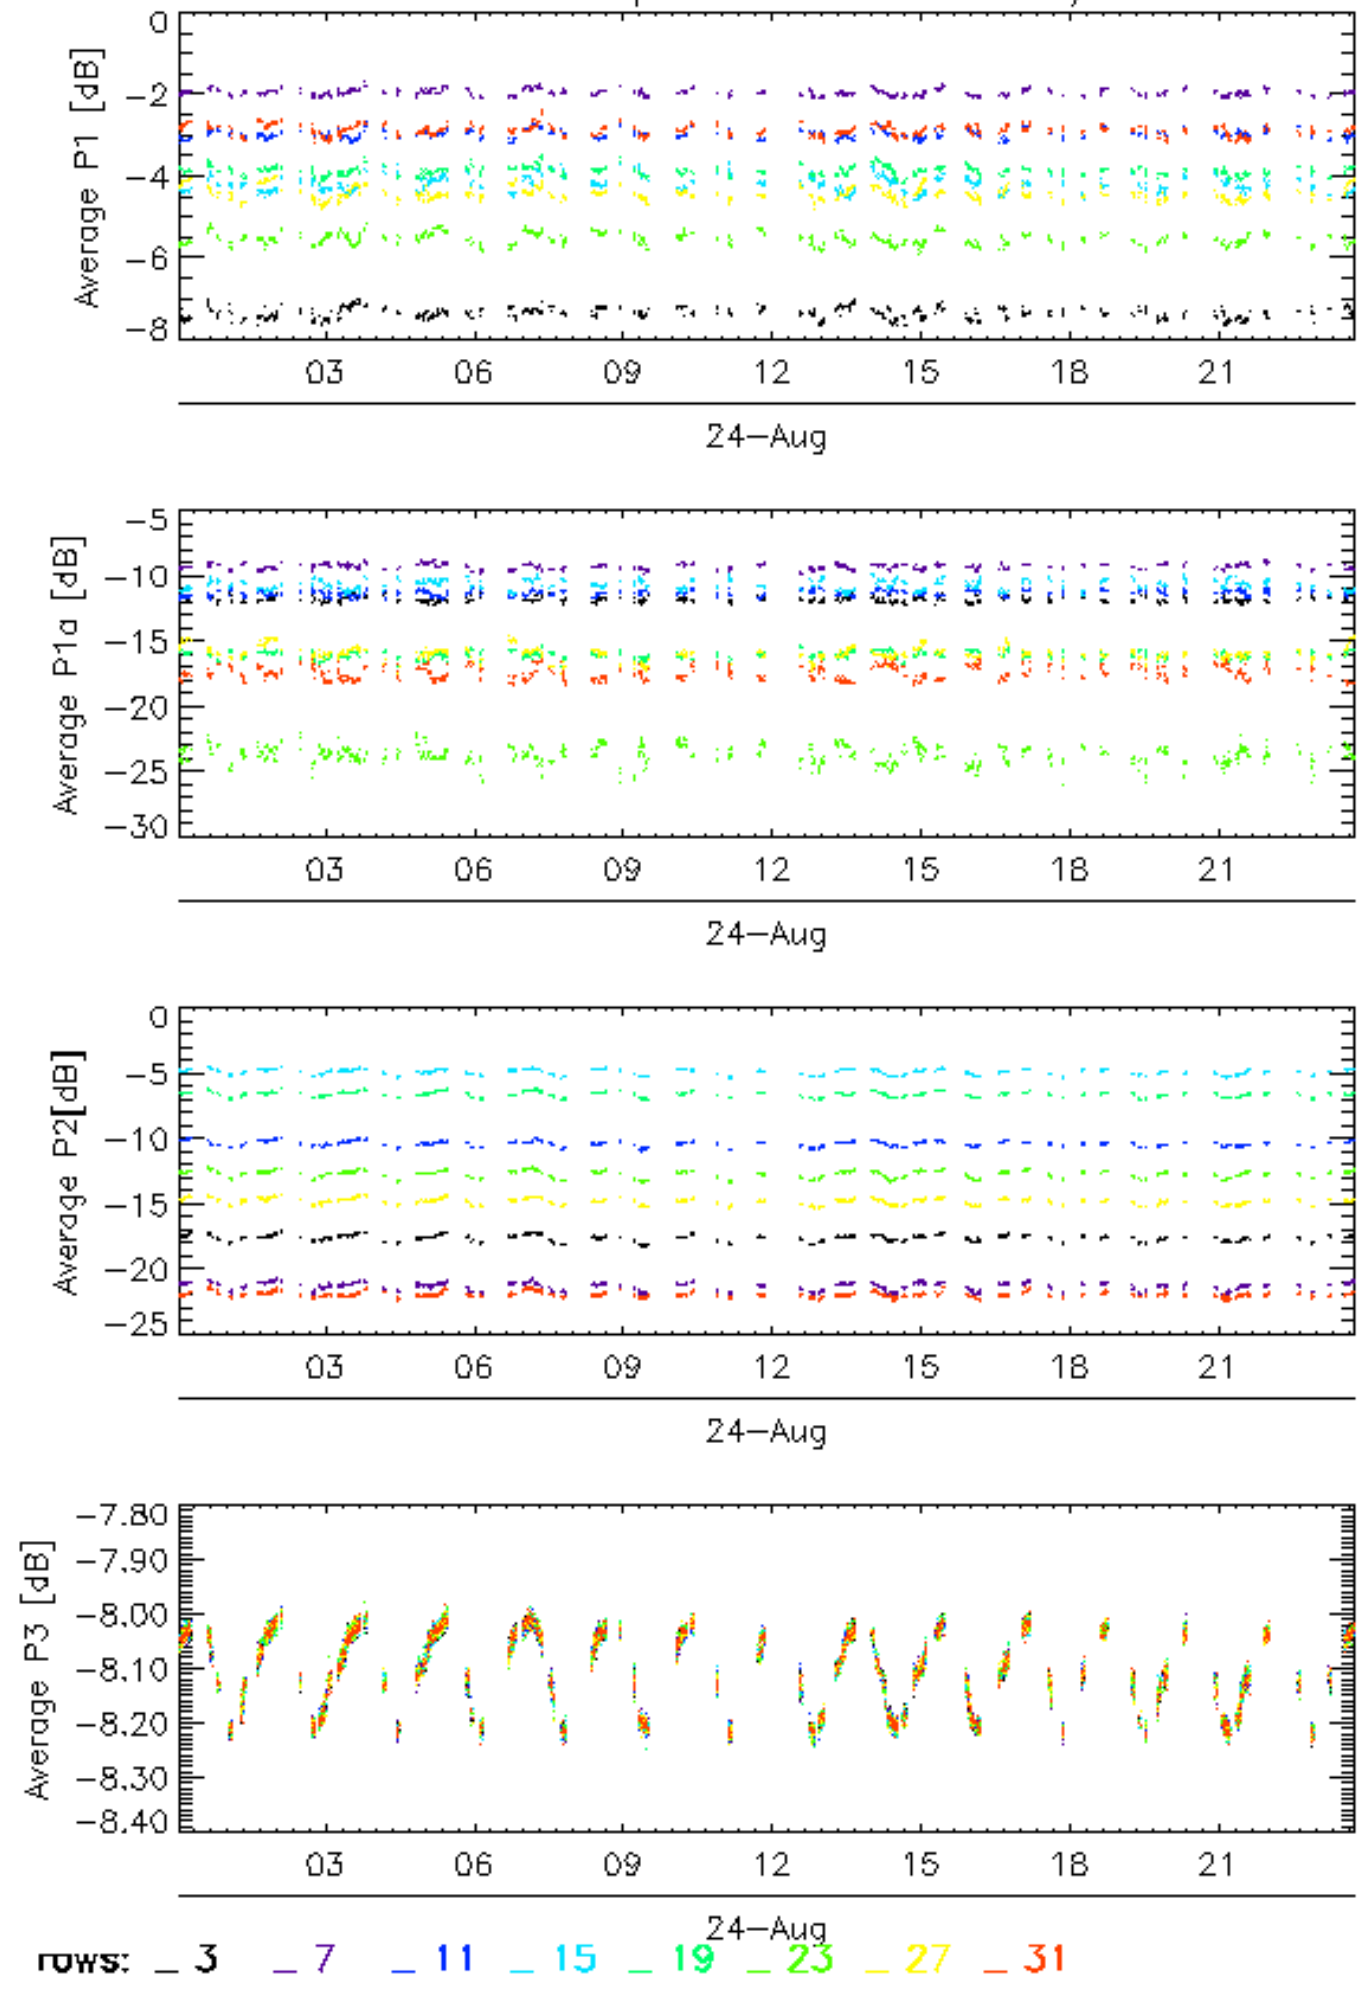 0
−2
−4
−6
−8
Average P1 [dB]
03 06 09 12 15 18 21
24−Aug
−5
−10
−15
−20
−25
−30
Average P1a [dB]
03 06 09 12 15 18 21
24−Aug
0
−5
−10
−15
−20
−25
Average P2[dB]
03 06 09 12 15 18 21
24−Aug
−7.80
−7.90
−8.00
−8.10
−8.20
−8.30
−8.40
Average P3 [dB]
03 06 09 12 15 18 21
24−Aug
rows: _ 3 _ 7 _ 11 _ 15 _ 19 _ 23 _ 27 _ 31